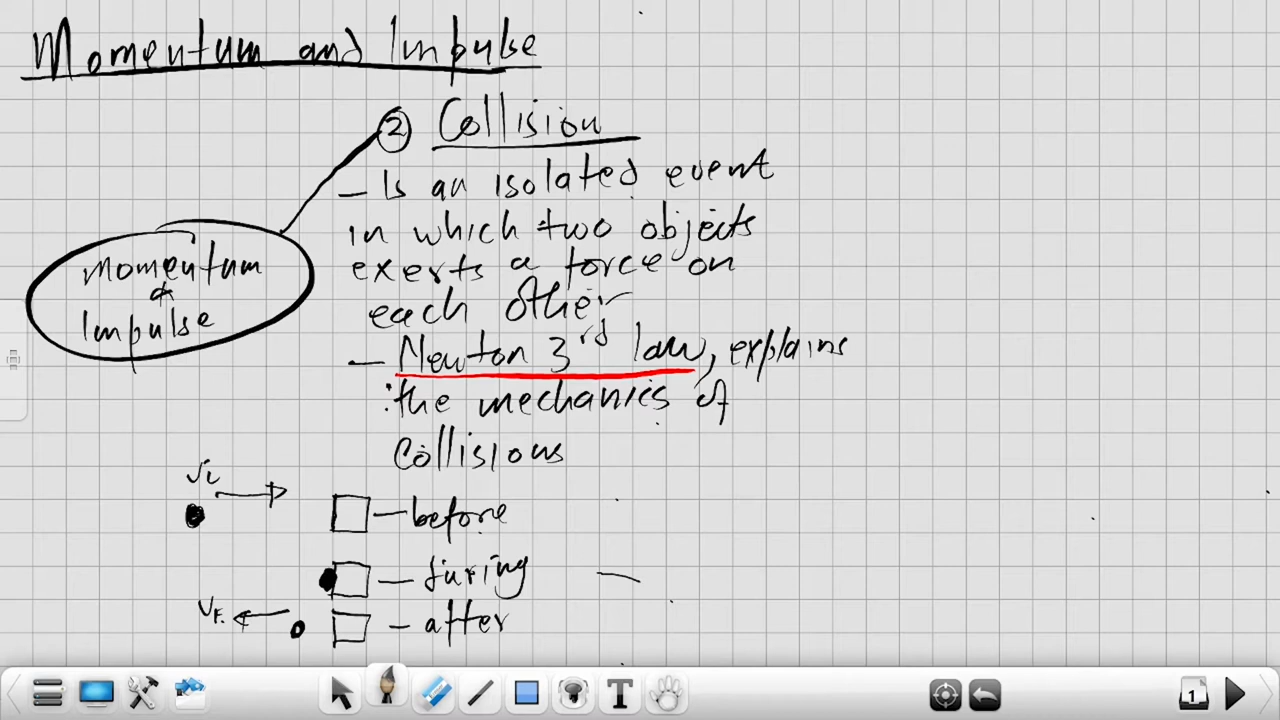 Momentum and Impulse
② Collision
– Is an isolated event
in which two objects
exerts a force on
each other
– Newton 3rd law, explains
the mechanics of
Collisions
momentum
&
Impulse
Vi
– before
– during
VF.
– after
T
1